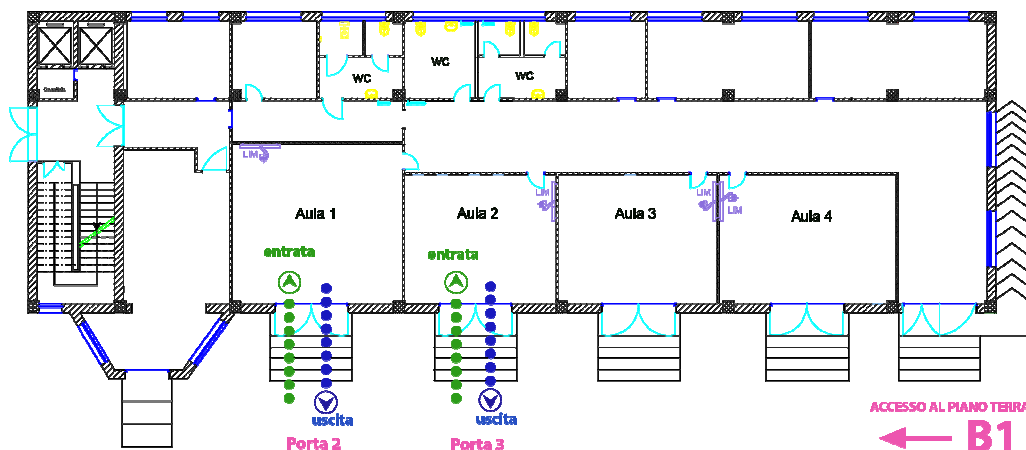 WC
WC
WC
LIM
LIM
LIM
LIM
Aula 1
Aula 2
Aula 3
Aula 4
entrata
entrata
uscita
uscita
Porta 2
Porta 3
ACCESSO AL PIANO TERRA
B1